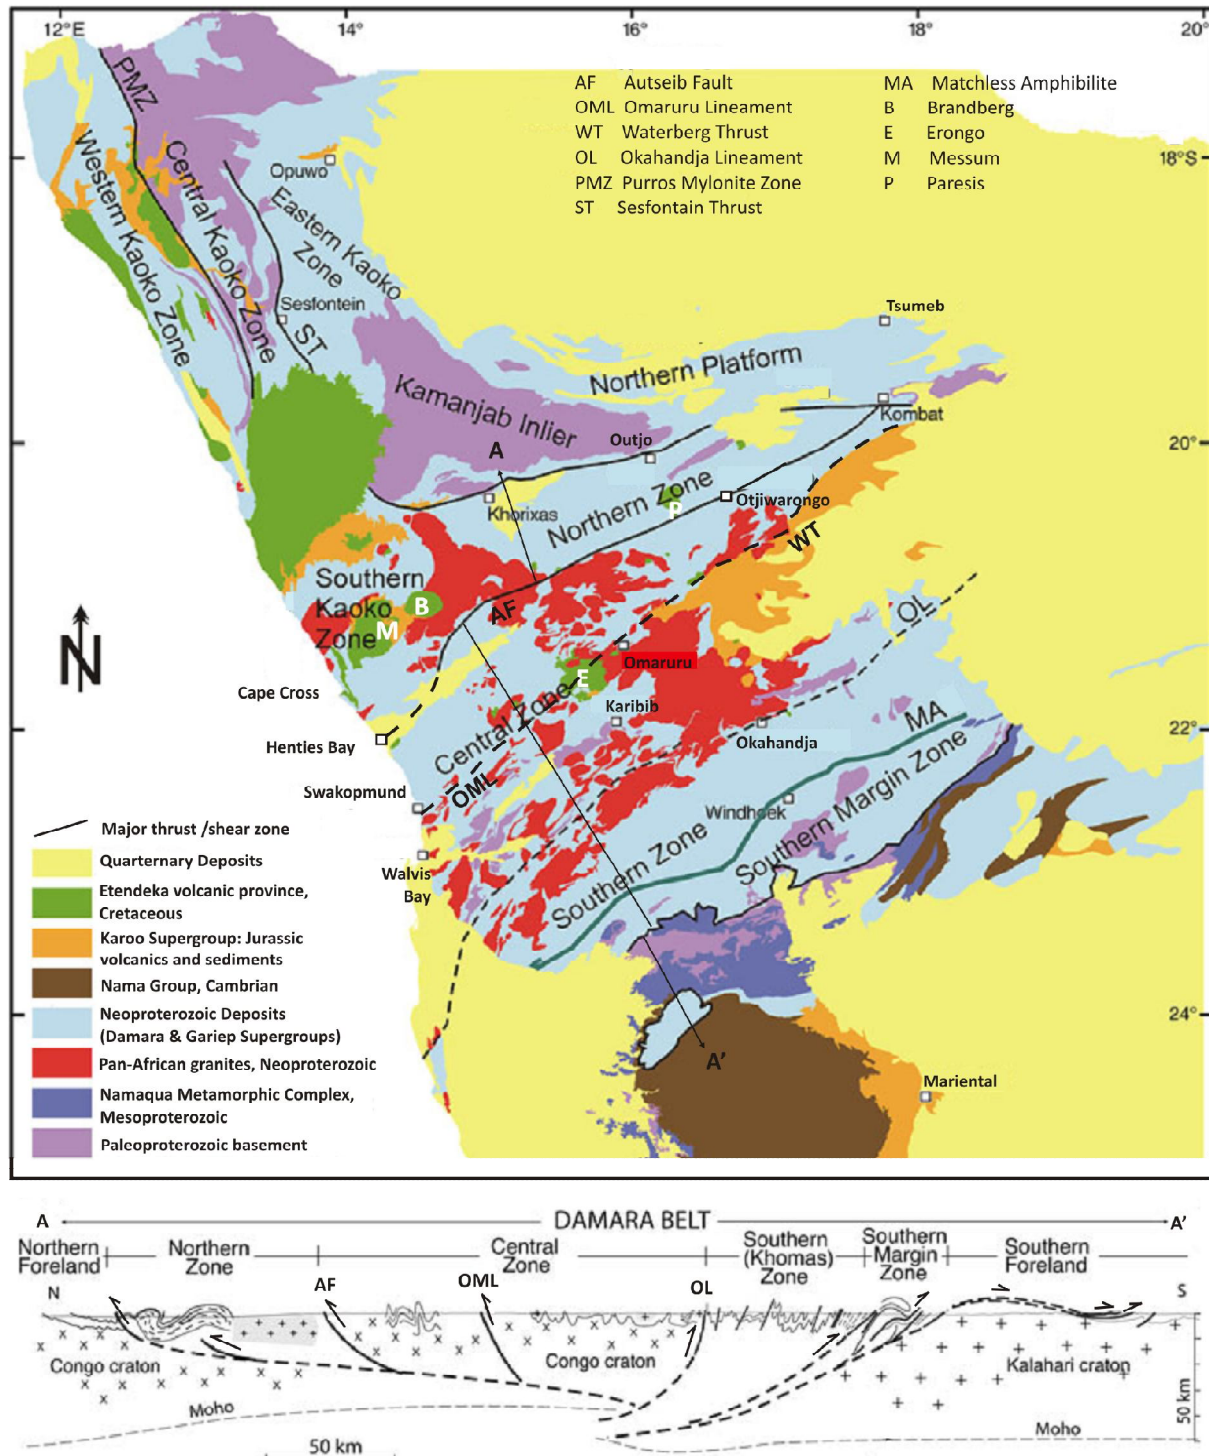 12°E 14° 16° 18° 20°
AF Autseib Fault
OML Omaruru Lineament
WT Waterberg Thrust
OL Okahandja Lineament
PMZ Purros Mylonite Zone
ST Sesfontain Thrust
MA Matchless Amphibilite
B Brandberg
E Erongo
M Messum
P Paresis
18°S
20°
22°
24°
PMZ
Western Kaoko Zone
Central Kaoko Zone
Opuwo
Eastern Kaoko
Zone
Sesfontein
ST
Tsumeb
Northern Platform
Kamanjab Inlier
Kombat
Outjo
A
Khorixas
Northern Zone
P
Otjiwarongo
WT
Southern
Kaoko
Zone
B
M
AF
OL
N
Omaruru
E
Cape Cross
Karibib
Central Zone
MA
Henties Bay
Okahandja
OML
Swakopmund
Windhoek
Southern Margin Zone
Southern Zone
Walvis
Bay
A'
Mariental
Major thrust /shear zone
Quarternary Deposits
Etendeka volcanic province,
Cretaceous
Karoo Supergroup: Jurassic
volcanics and sediments
Nama Group, Cambrian
Neoproterozoic Deposits
(Damara & Gariep Supergroups)
Pan-African granites, Neoproterozoic
Namaqua Metamorphic Complex,
Mesoproterozoic
Paleoproterozoic basement
A DAMARA BELT A'
Northern
Foreland
Northern
Zone
Central
Zone
Southern
(Khomas)
Zone
Southern
Margin
Zone
Southern
Foreland
N AF OML OL S
Congo craton
Congo craton
Kalahari craton
Moho
Moho
50 km
50 km